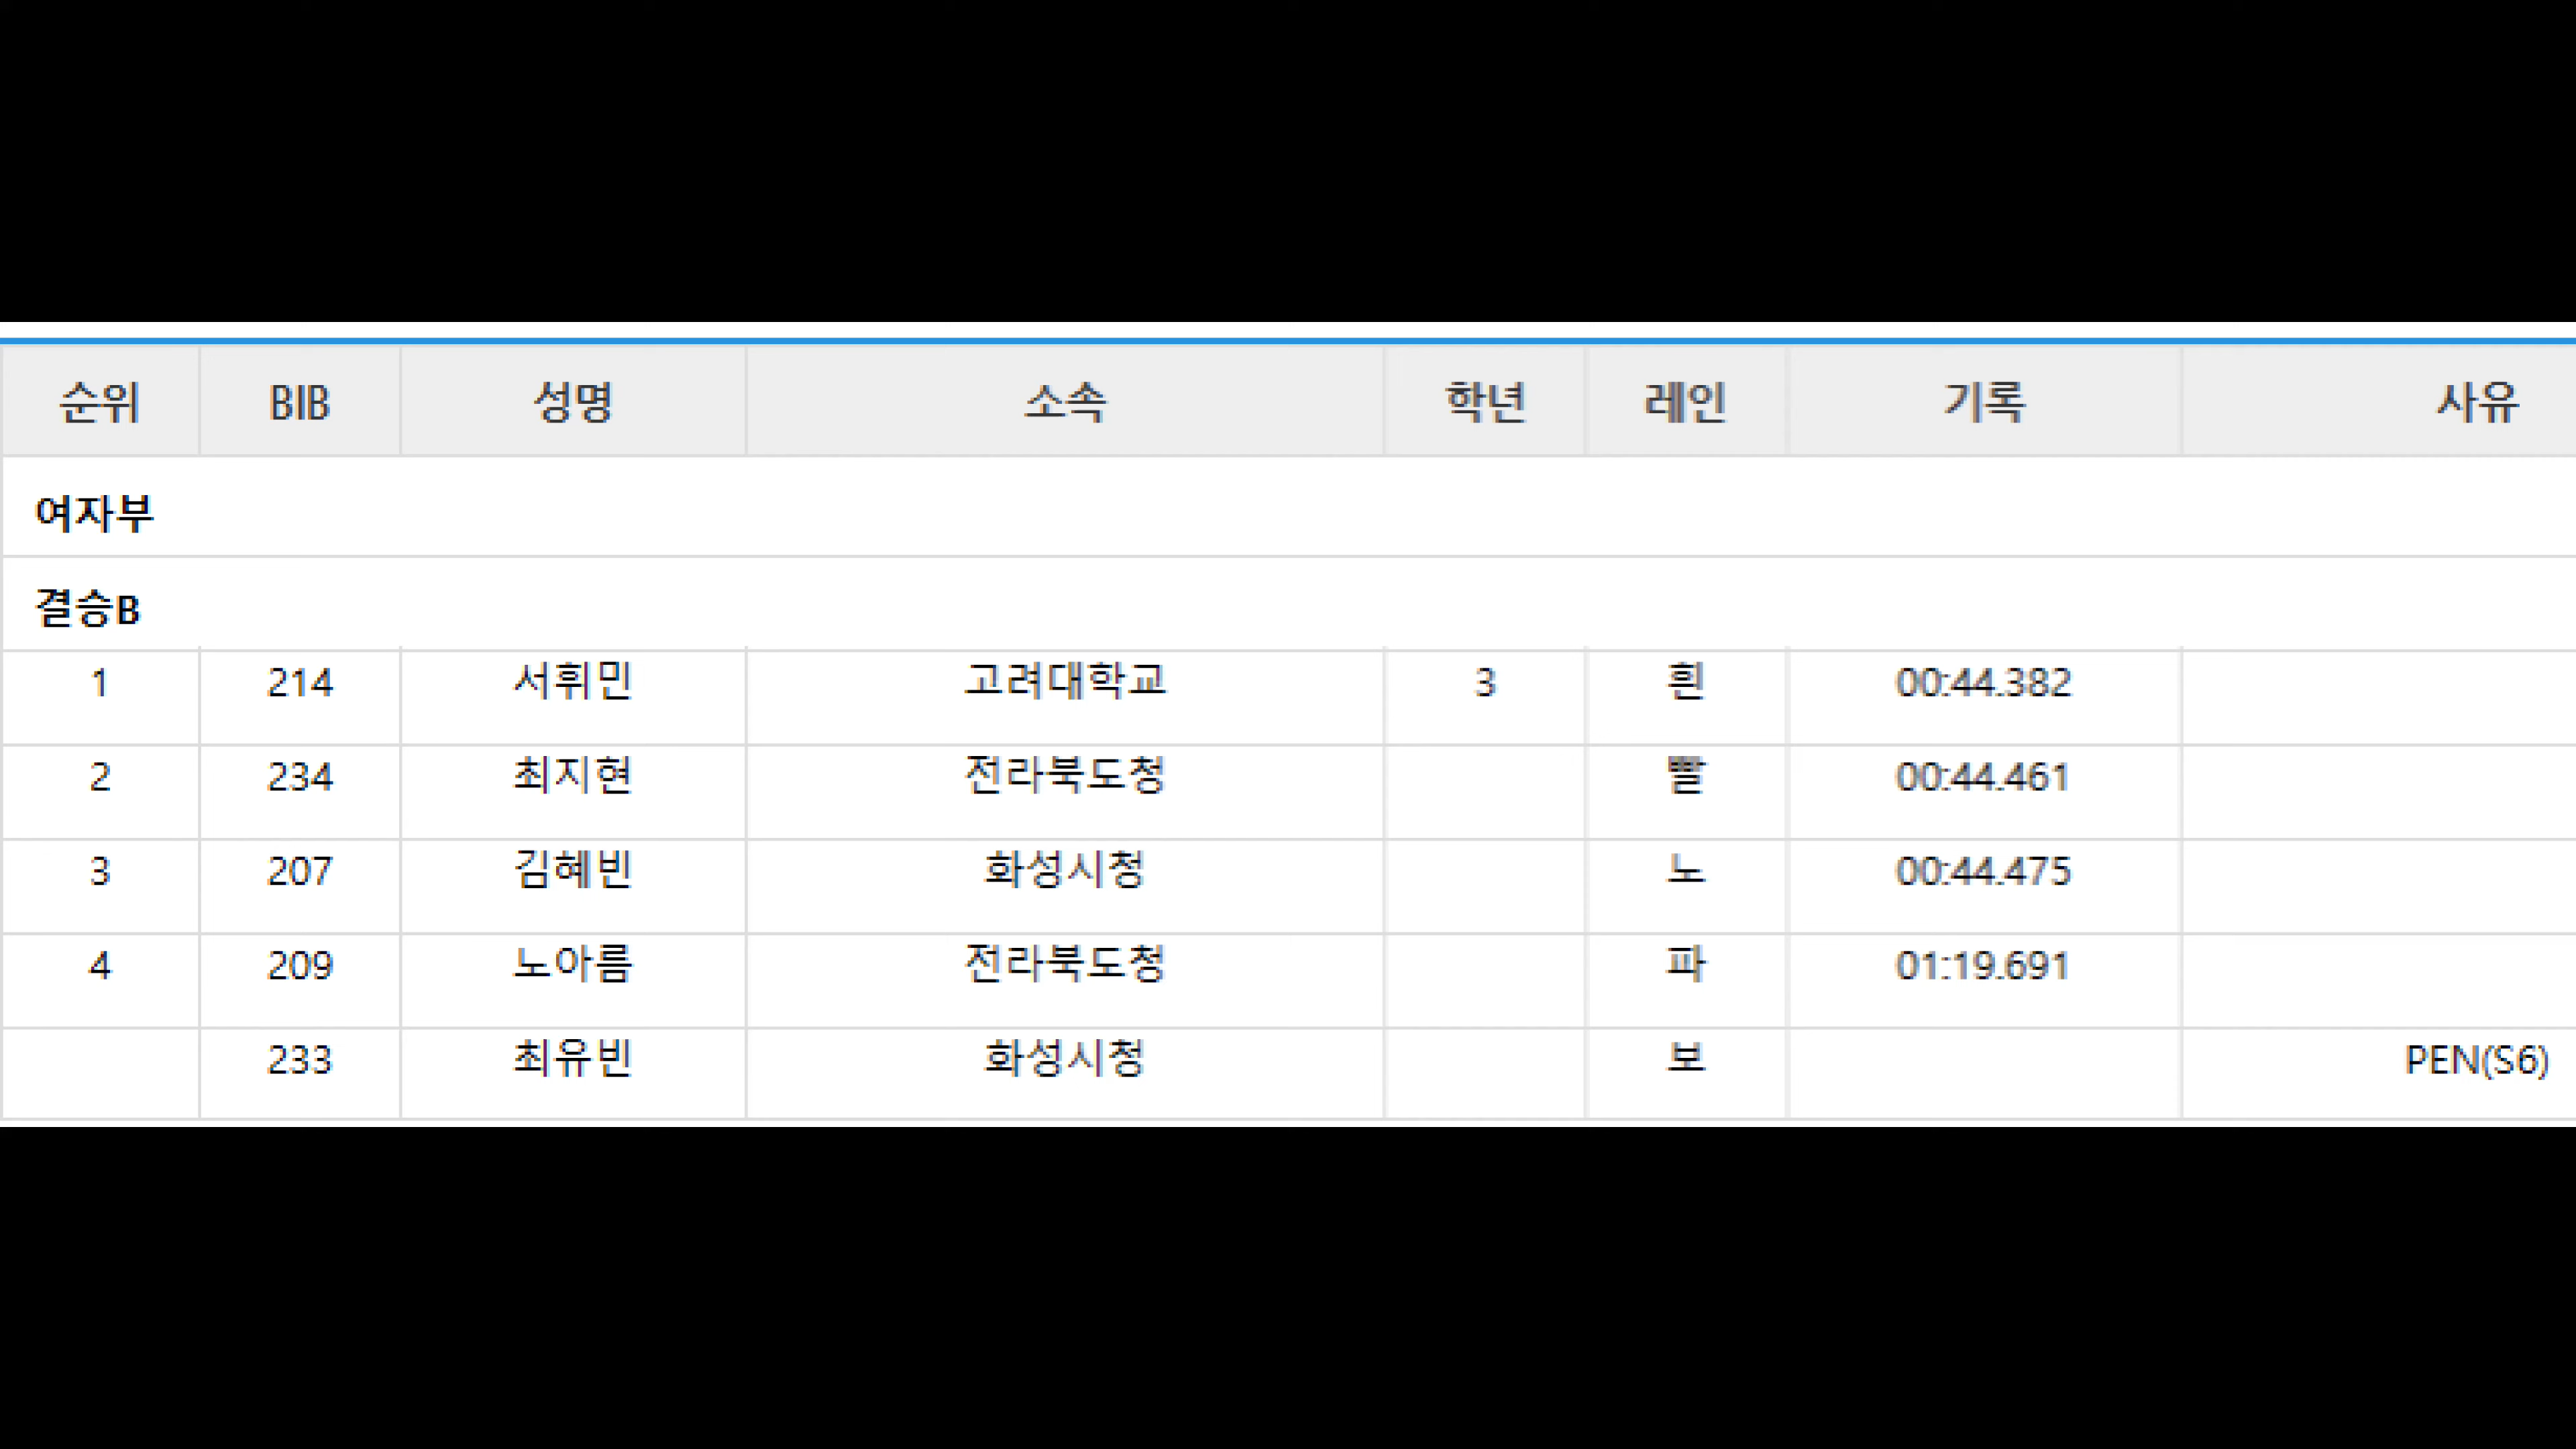 순위 BIB 성명 소속 학년 레인 기록 사유
여자부
결승B
1 214 서휘민 고려대학교 3 흰 00:44.382
2 234 최지현 전라북도청 빨 00:44.461
3 207 김혜빈 화성시청 노 00:44.475
4 209 노아름 전라북도청 파 01:19.691
233 최유빈 화성시청 보 PEN(S6)